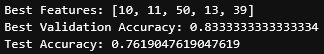 Best Features: [10, 11, 50, 13, 39]
Best Validation Accuracy: 0.8333333333333334
Test Accuracy: 0.7619047619047619